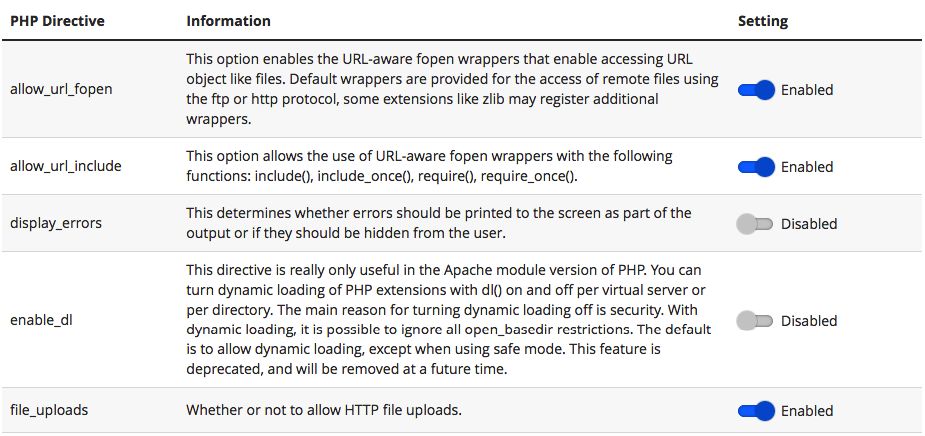 PHP Directive Information Setting
This option enables the URL-aware fopen wrappers that enable accessing URL
object like files. Default wrappers are provided for the access of remote files using
allow_url_fopen Enabled
the ftp or http protocol, some extensions like zlib may register additional
wrappers.
This option allows the use of URL-aware fopen wrappers with the following
allow_url_include Enabled
functions: include(), include_once(), require(), require_once().
This determines whether errors should be printed to the screen as part of the
display_errors Disabled
output or if they should be hidden from the user.
This directive is really only useful in the Apache module version of PHP. You can
turn dynamic loading of PHP extensions with dl() on and off per virtual server or
per directory. The main reason for turning dynamic loading off is security. With
enable_dl Disabled
dynamic loading, it is possible to ignore all open_basedir restrictions. The default
is to allow dynamic loading, except when using safe mode. This feature is
deprecated, and will be removed at a future time.
file_uploads Whether or not to allow HTTP file uploads. Enabled